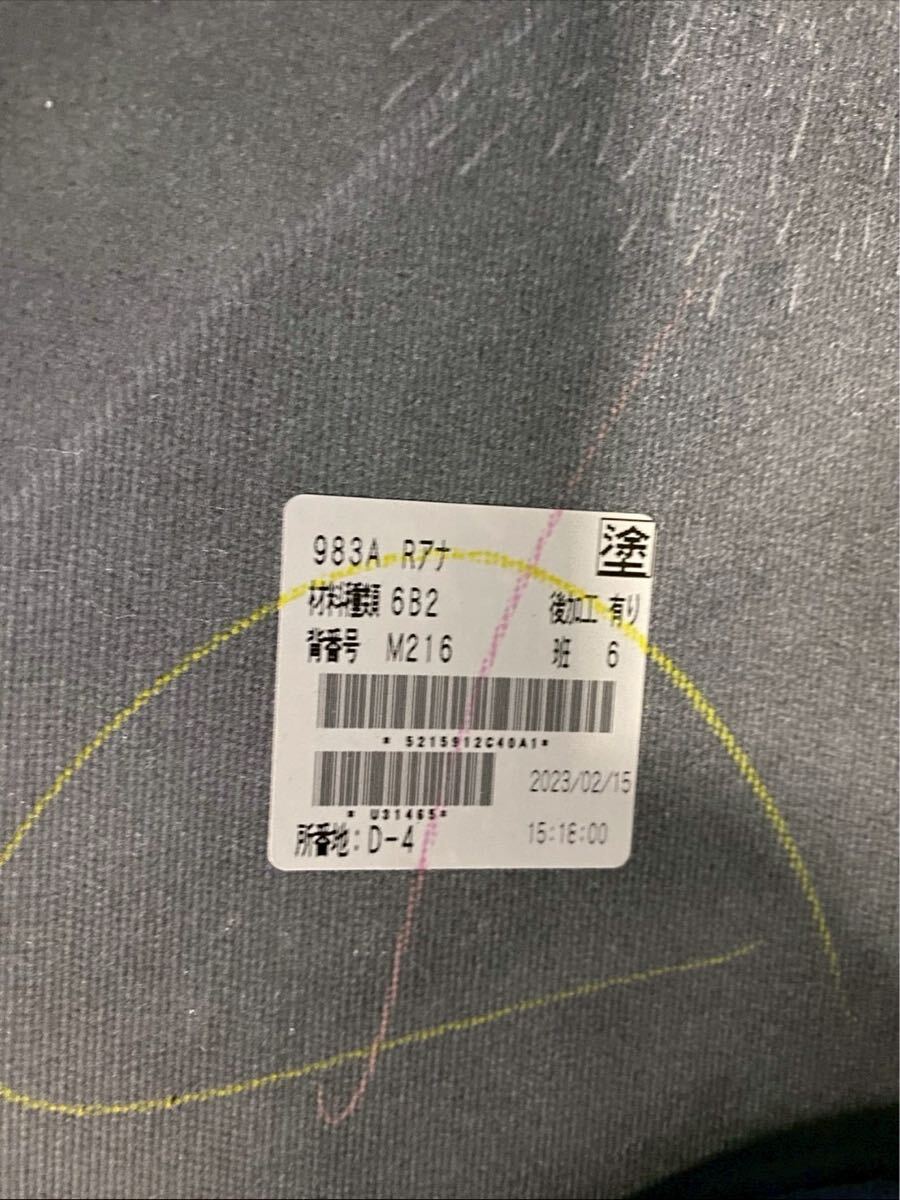 983A Rアナ 塗
材料種類 6B2 後加工 有り
背番号 M216 班 6
* 5215912C40A1*
2023/02/15
* U31465*
所番地:D-4 15:18:00